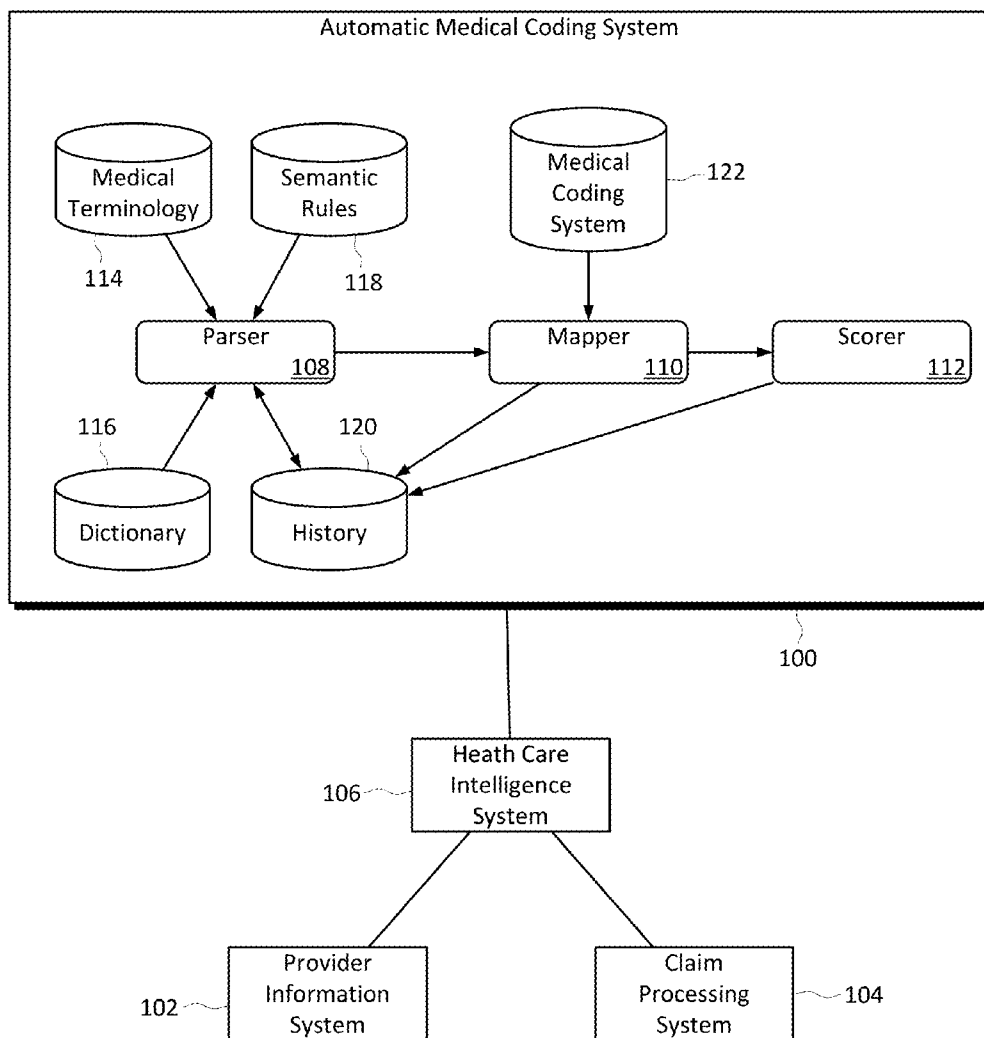 Automatic Medical Coding System
Medical
Terminology
Semantic
Rules
Medical
Coding
System
122
114
118
Parser
108
Mapper
110
Scorer
112
116
120
Dictionary
History
100
Heath Care
Intelligence
System
106
Provider
Information
System
102
Claim
Processing
System
104